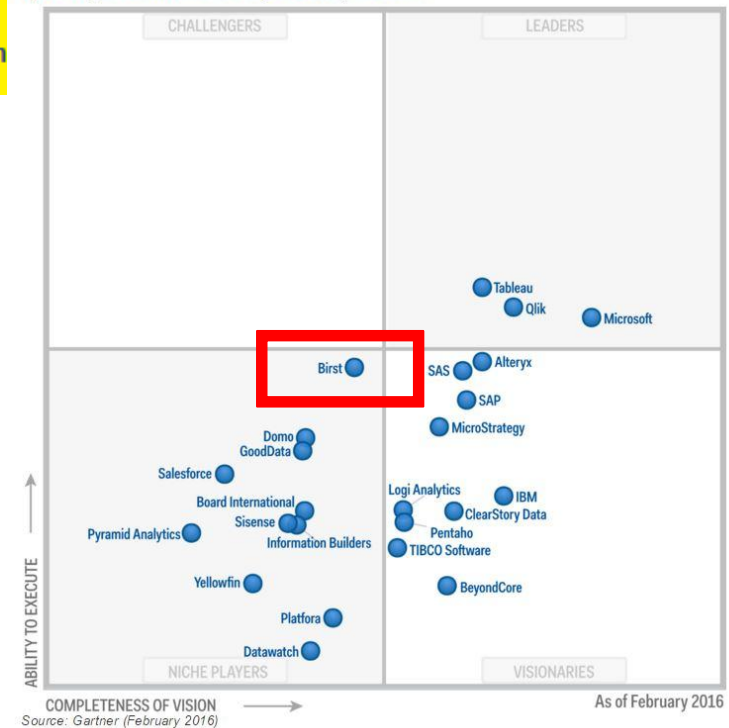 CHALLENGERS
LEADERS
Tableau
Qlik
Microsoft
Birst
SAS
Alteryx
SAP
MicroStrategy
Domo
GoodData
Salesforce
Logi Analytics
IBM
Board International
ClearStory Data
Sisense
Pentaho
Pyramid Analytics
Information Builders
TIBCO Software
Yellowfin
BeyondCore
Platfora
Datawatch
NICHE PLAYERS
VISIONARIES
ABILITY TO EXECUTE
COMPLETENESS OF VISION
As of February 2016
Source: Gartner (February 2016)